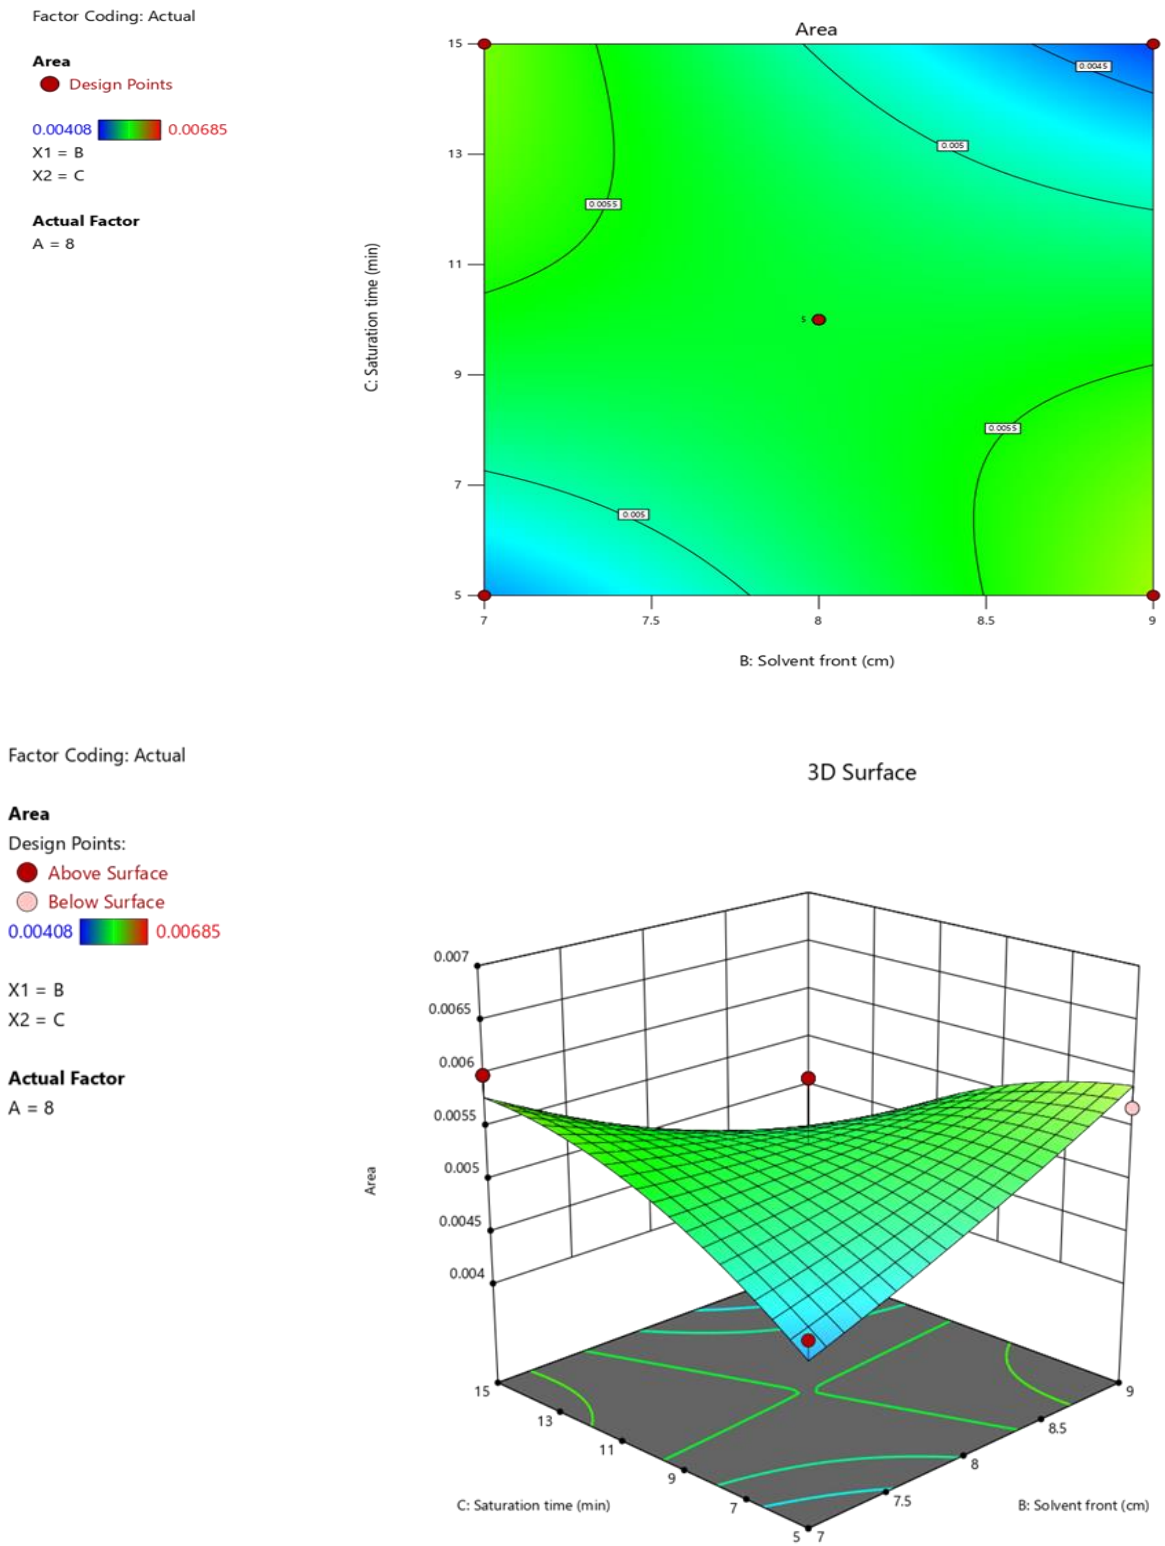 Factor Coding: Actual
Area
Design Points
0.00408 0.00685
X1 = B
X2 = C
Actual Factor
A = 8
Area
15
13
11
9
7
5
C: Saturation time (min)
0.0045
0.005
0.0055
5
0.0055
0.005
7 7.5 8 8.5 9
B: Solvent front (cm)
Factor Coding: Actual
Area
Design Points:
Above Surface
Below Surface
0.00408 0.00685
X1 = B
X2 = C
Actual Factor
A = 8
3D Surface
0.007
0.0065
0.006
0.0055
0.005
0.0045
0.004
Area
15
13
11
9
7
5
7
7.5
8
8.5
9
C: Saturation time (min)
B: Solvent front (cm)